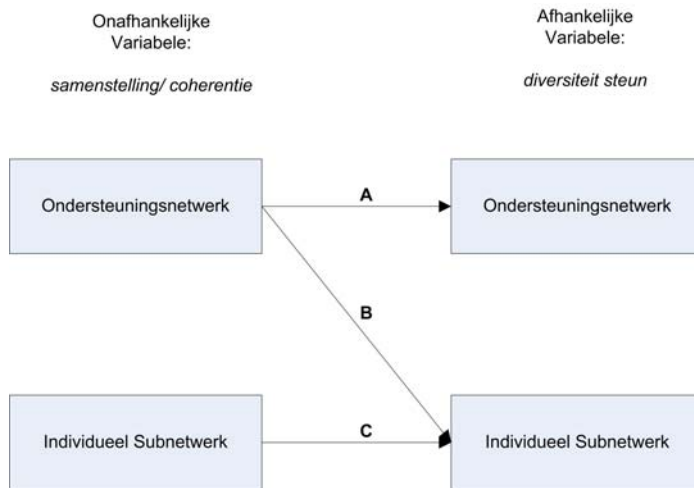 Onafhankelijke
Variabele:
samenstelling/ coherentie
Afhankelijke
Variabele:
diversiteit steun
Ondersteuningsnetwerk
A
Ondersteuningsnetwerk
B
Individueel Subnetwerk
C
Individueel Subnetwerk